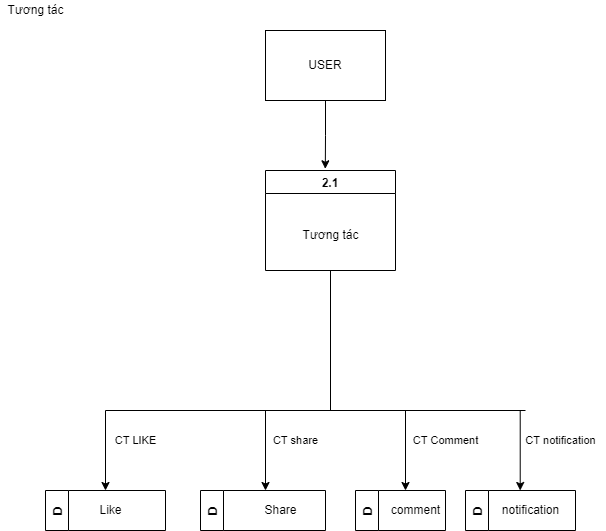 Tương tác
USER
2.1
Tương tác
CT LIKE
CT share
CT Comment
CT notification
D
Like
D
Share
D
comment
D
notification